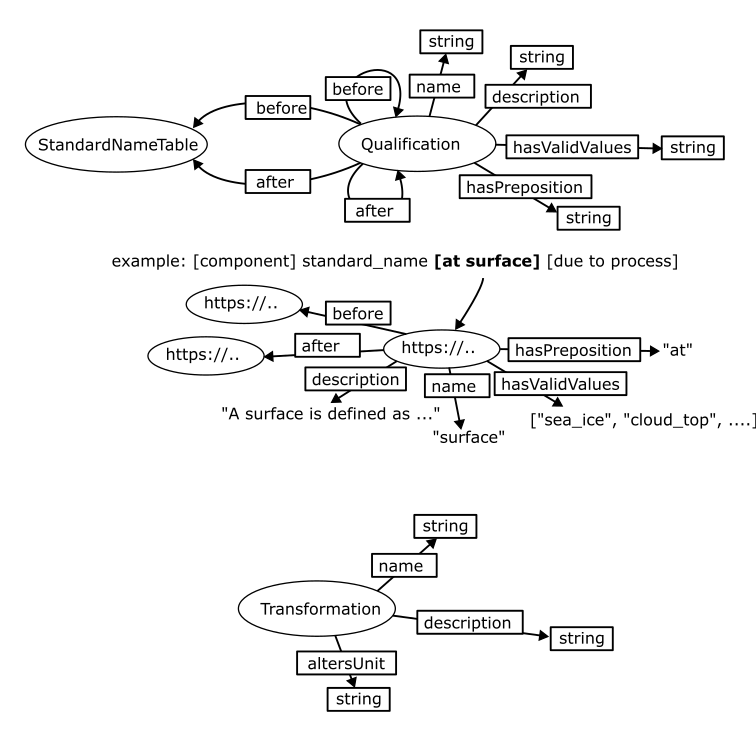 string
string
before
name
description
before
StandardNameTable
Qualification
hasValidValues
string
after
hasPreposition
after
string
example: [component] standard_name [at surface] [due to process]
https://..
before
https://..
after
https://..
hasPreposition
"at"
description
name
hasValidValues
"A surface is defined as ..."
["sea_ice", "cloud_top", ....]
"surface"
string
name
Transformation
description
string
altersUnit
string